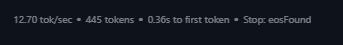 12.70 tok/sec • 445 tokens • 0.36s to first token • Stop: eosFound